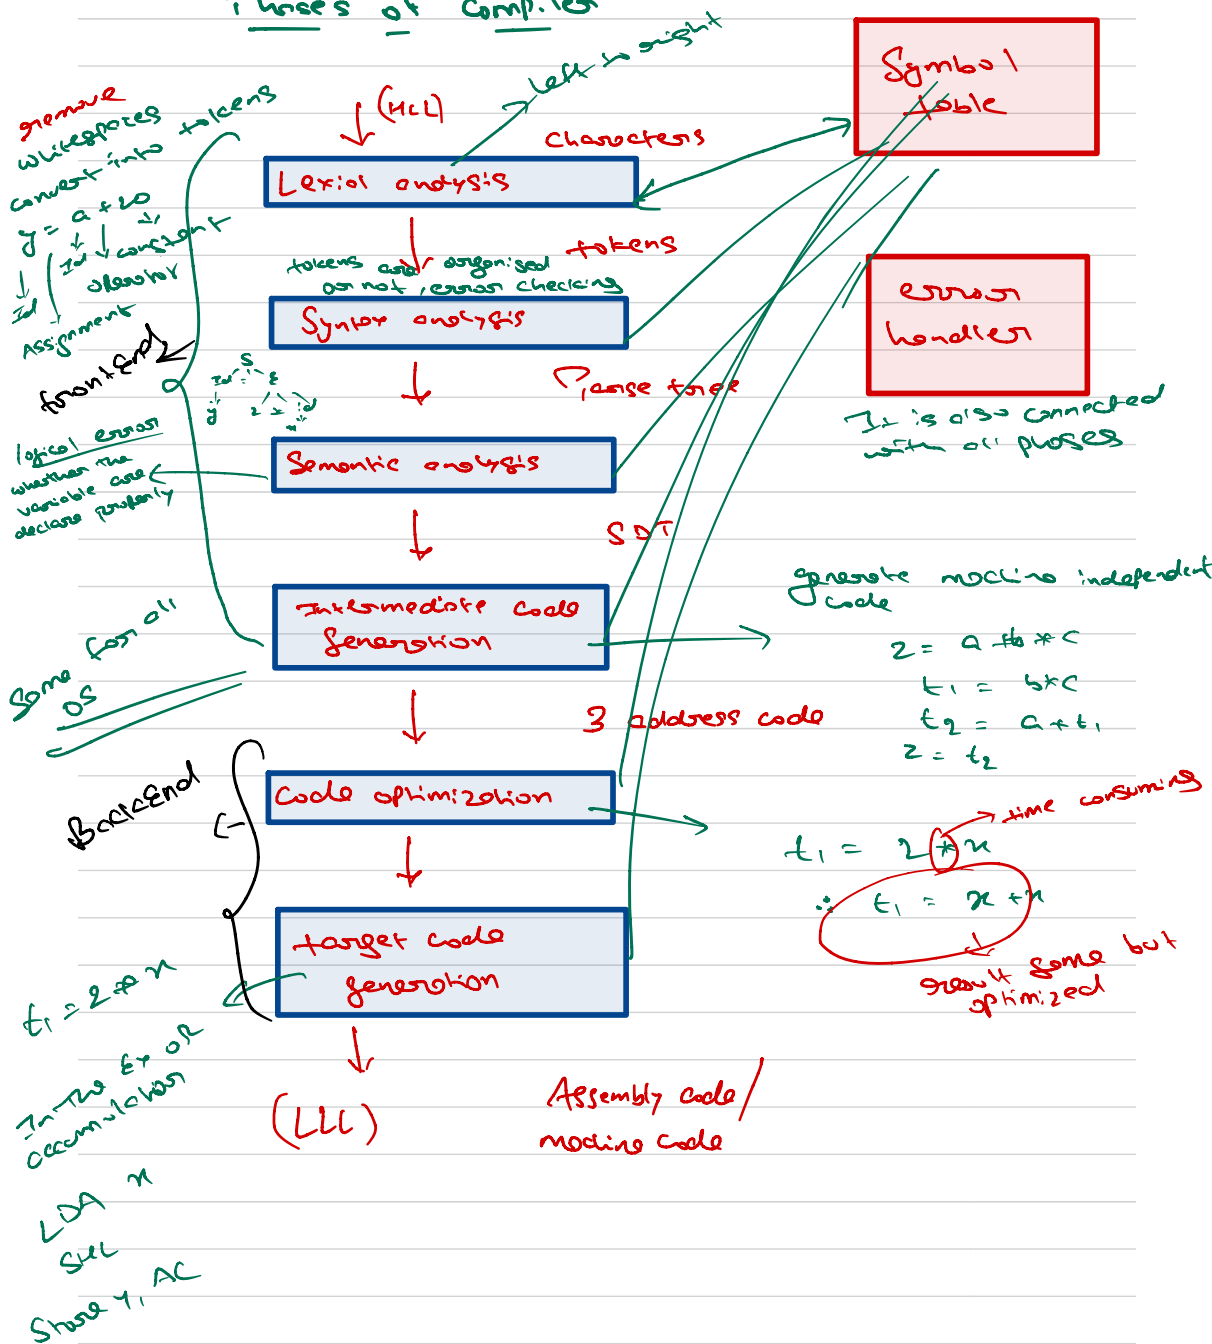 Phases of Compiler
(HLL)
left to right
Symbol
table
characters
remove
whitespaces
convert into tokens
y = a + 20
Id constant
operator
Id
Assignment
Lexial analysis
tokens
tokens are organised
or not, error checking
Syntax analysis
error
handler
It is also connected
with all phases
frontEnd
S
Id = E
y
2 *
Parse tree
logical error
whether the
variable are
declare properly
Semantic analysis
SDT
Intermediate code
generation
generate machine independent
code
z = a + b * c
t1 = b*c
t2 = a + t1
z = t2
Same for all
OS
3 address code
BackEnd
Code optimization
t1 = 2 * x
time consuming
∴ t1 = x + x
result same but
optimized
target code
generation
t1 = 2 * x
In the Ex or
accumulator
LDA x
SHL
Store Y, AC
(LLL)
Assembly code/
machine code